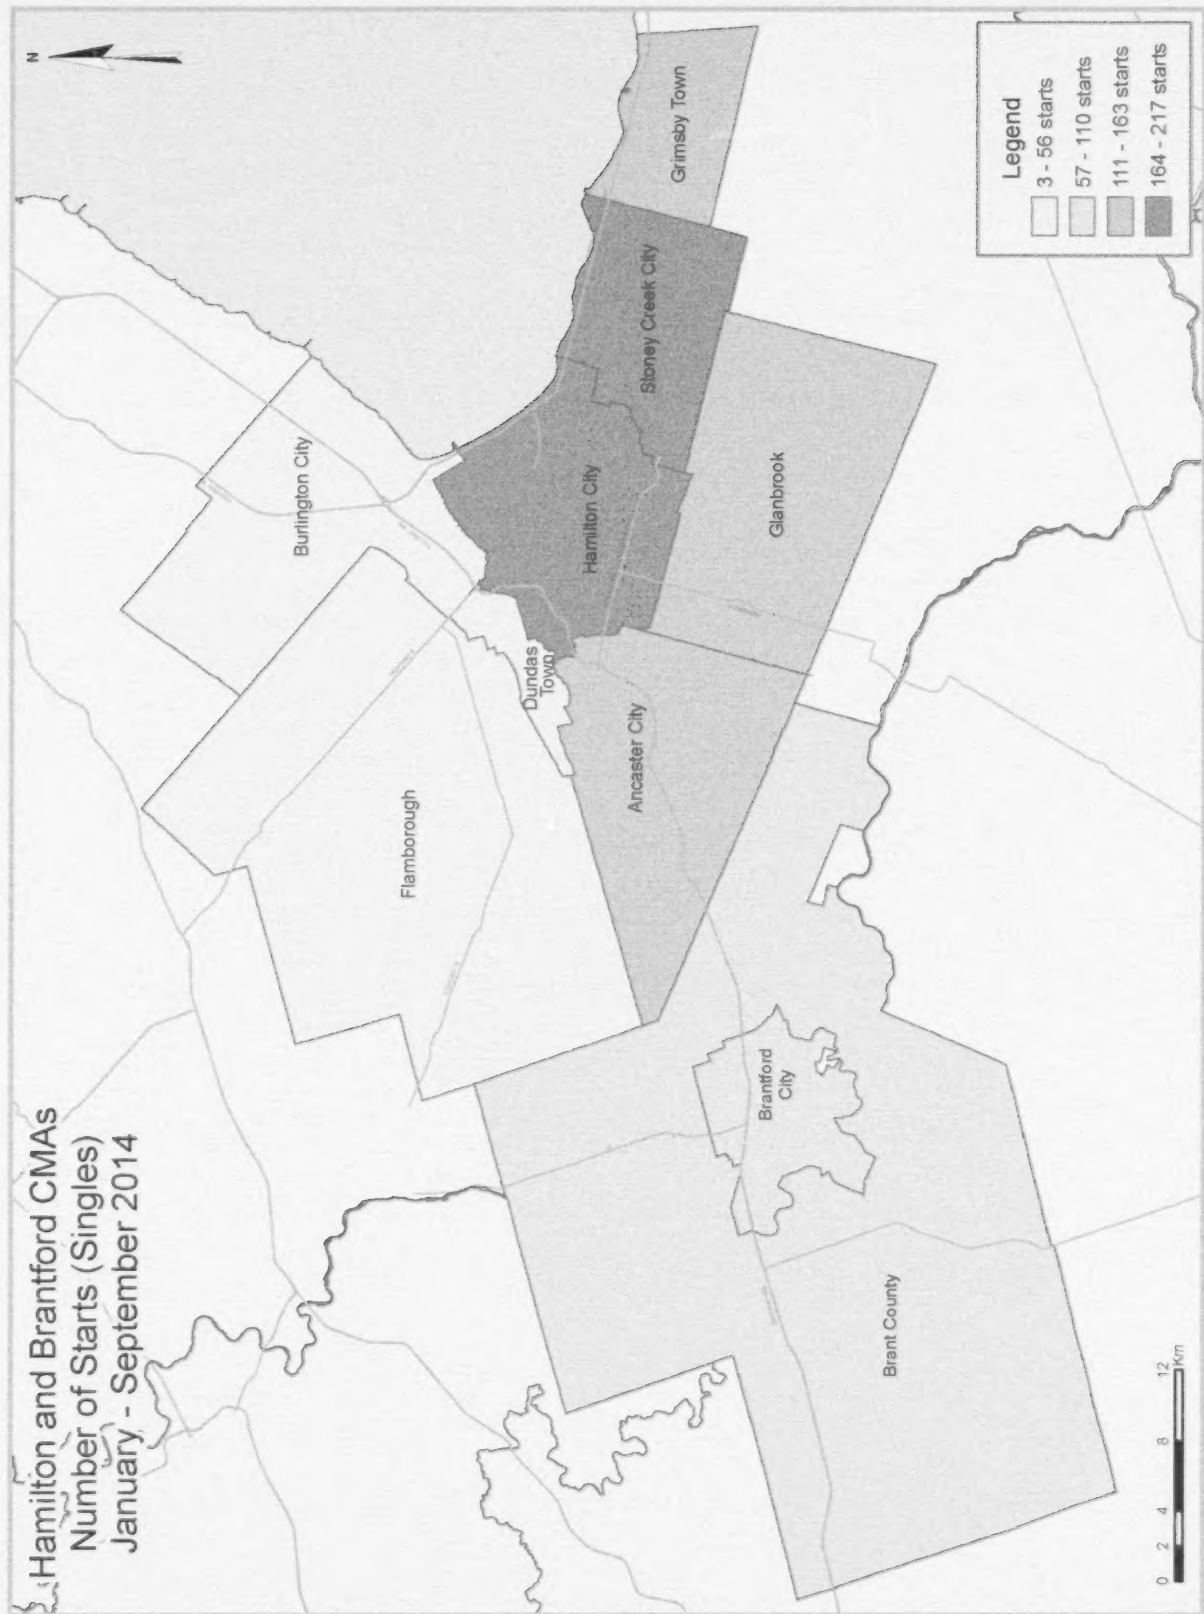 Hamilton and Brantford CMAs
Number of Starts (Singles)
January - September 2014
N
Burlington City
Flamborough
Dundas
Town
Hamilton City
Stoney Creek City
Grimsby Town
Ancaster City
Glanbrook
Brantford
City
Brant County
0 2 4 8 12
Km
Legend
3 - 56 starts
57 - 110 starts
111 - 163 starts
164 - 217 starts